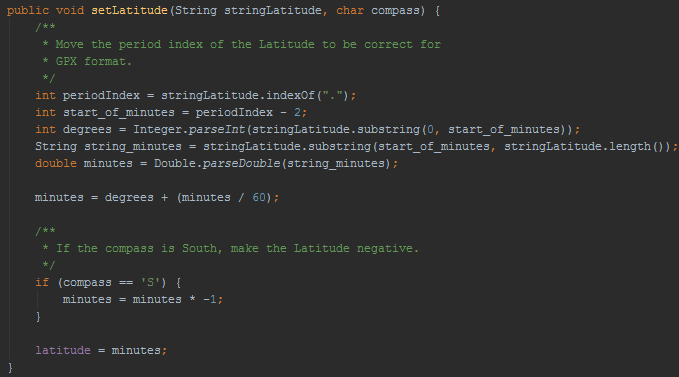 public void setLatitude(String stringLatitude, char compass) {
    /**
     * Move the period index of the Latitude to be correct for
     * GPX format.
     */
    int periodIndex = stringLatitude.indexOf(".");
    int start_of_minutes = periodIndex - 2;
    int degrees = Integer.parseInt(stringLatitude.substring(0, start_of_minutes));
    String string_minutes = stringLatitude.substring(start_of_minutes, stringLatitude.length());
    double minutes = Double.parseDouble(string_minutes);

    minutes = degrees + (minutes / 60);

    /**
     * If the compass is South, make the Latitude negative.
     */
    if (compass == 'S') {
        minutes = minutes * -1;
    }

    latitude = minutes;
}